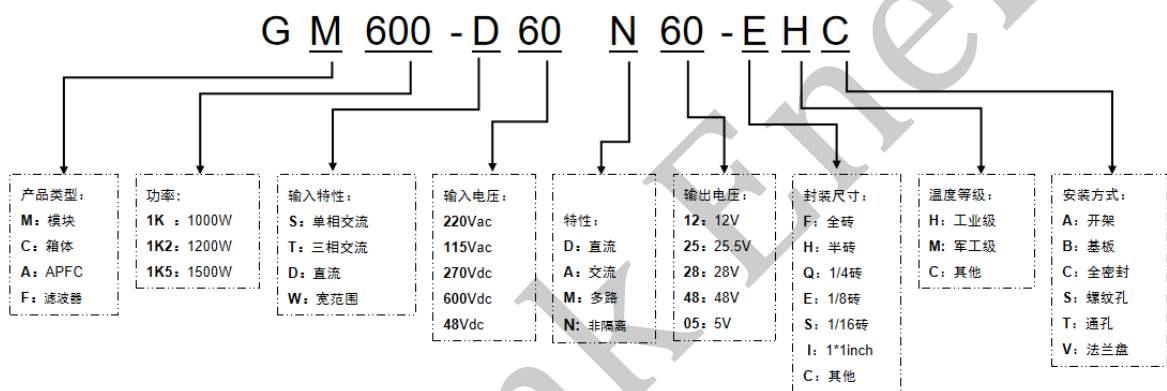 G M 600 - D 60 N 60 - E H C
产品类型：
M：模块
C：箱体
A：APFC
F：滤波器
功率：
1K ：1000W
1K2：1200W
1K5：1500W
输入特性：
S：单相交流
T：三相交流
D：直流
W：宽范围
输入电压：
220Vac
115Vac
270Vdc
600Vdc
48Vdc
特性：
D：直流
A：交流
M：多路
N：非隔离
输出电压：
12：12V
25：25.5V
28：28V
48：48V
05：5V
封装尺寸：
F：全砖
H：半砖
Q：1/4砖
E：1/8砖
S：1/16砖
I：1*1inch
C：其他
温度等级：
H：工业级
M：军工级
C：其他
安装方式：
A：开架
B：基板
C：全密封
S：螺纹孔
T：通孔
V：法兰盘